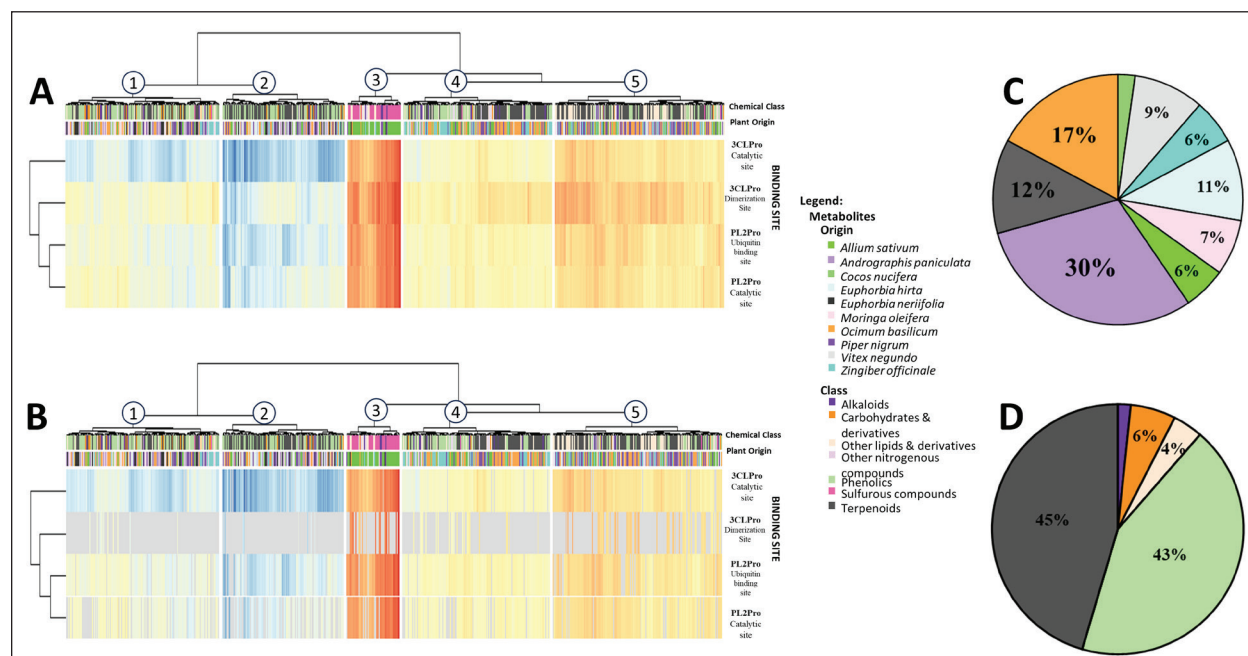 A
1
2
3
4
5
Chemical Class
Plant Origin
3CLPro
Catalytic
site
3CLPro
Dimerization
Site
PL2Pro
Ubiquitin
binding
site
PL2Pro
Catalytic
site
BINDING SITE
B
1
2
3
4
5
Chemical Class
Plant Origin
3CLPro
Catalytic
site
3CLPro
Dimerization
Site
PL2Pro
Ubiquitin
binding
site
PL2Pro
Catalytic
site
BINDING SITE
Legend:
Metabolites
Origin
Allium sativum
Andrographis paniculata
Cocos nucifera
Euphorbia hirta
Euphorbia neriifolia
Moringa oleifera
Ocimum basilicum
Piper nigrum
Vitex negundo
Zingiber officinale
Class
Alkaloids
Carbohydrates &
derivatives
Other lipids & derivatives
Other nitrogenous
compounds
Phenolics
Sulfurous compounds
Terpenoids
C
9%
6%
11%
7%
6%
30%
12%
17%
D
6%
4%
43%
45%